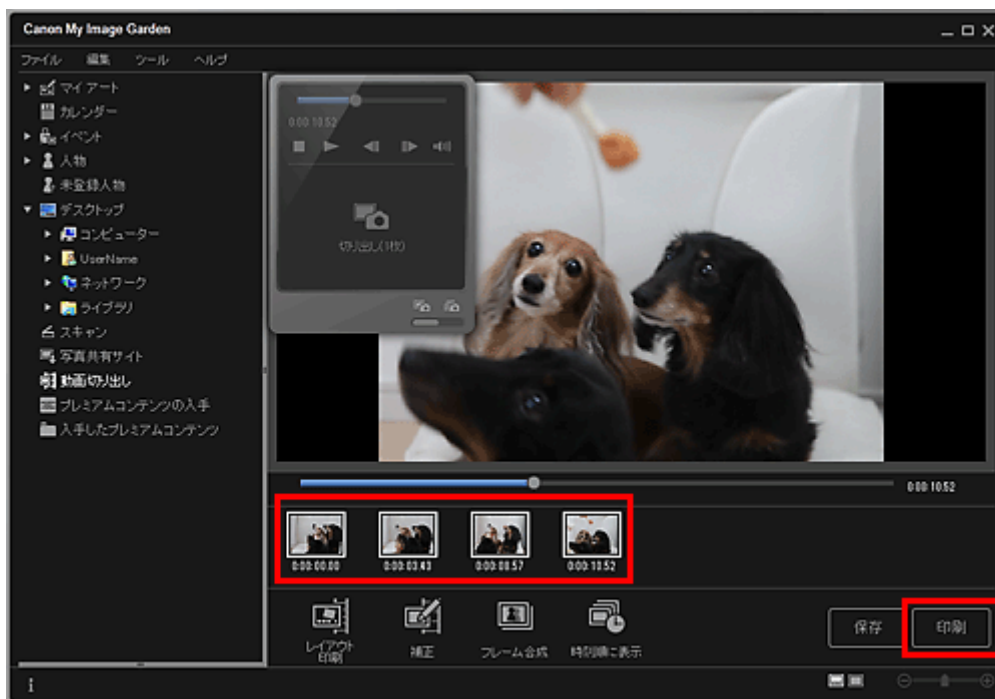 Canon My Image Garden
ファイル 編集 ツール ヘルプ
マイ アート
カレンダー
イベント
人物
未登録人物
デスクトップ
コンピューター
UserName
ネットワーク
ライブラリ
スキャン
写真共有サイト
動画切り出し
プレミアムコンテンツの入手
入手したプレミアムコンテンツ
0:00:10.52
切り出し(1枚)
0:00:10.52
0:00:00.00 0:00:03.43 0:00:08.57 0:00:10.52
レイアウト
印刷
補正 フレーム合成 時刻順に表示
保存 印刷